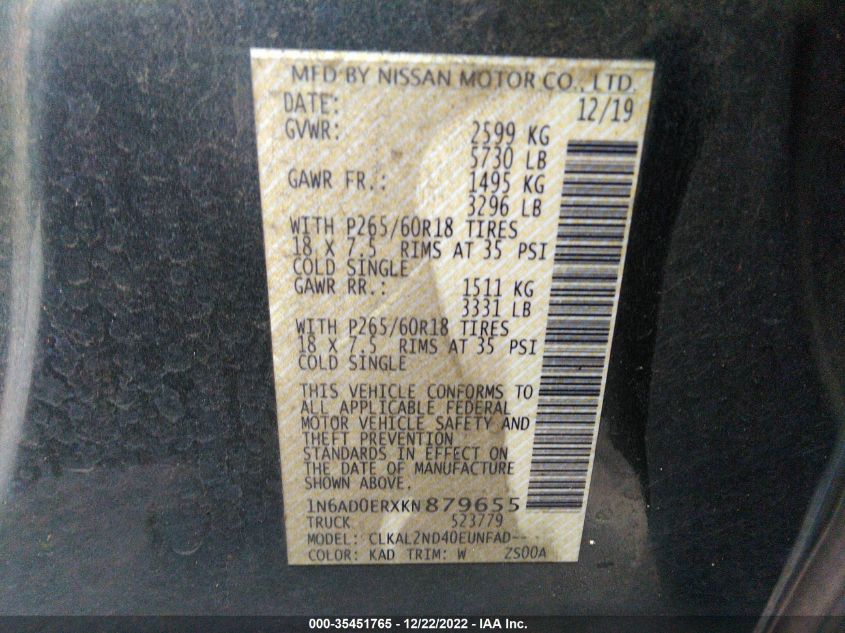 MFD BY NISSAN MOTOR CO., LTD.
DATE: 12/19
GVWR: 2599 KG
5730 LB
GAWR FR.: 1495 KG
3296 LB
WITH P265/60R18 TIRES
18 X 7.5 RIMS AT 35 PSI
COLD SINGLE
GAWR RR.: 1511 KG
3331 LB
WITH P265/60R18 TIRES
18 X 7.5 RIMS AT 35 PSI
COLD SINGLE
THIS VEHICLE CONFORMS TO
ALL APPLICABLE FEDERAL
MOTOR VEHICLE SAFETY AND
THEFT PREVENTION
STANDARDS IN EFFECT ON
THE DATE OF MANUFACTURE
SHOWN ABOVE.
1N6AD0ERXKN879655
TRUCK 523779
MODEL: CLKAL2ND40EUNFAD--
COLOR: KAD TRIM: W ZS00A
000-35451765 - 12/22/2022 - IAA Inc.